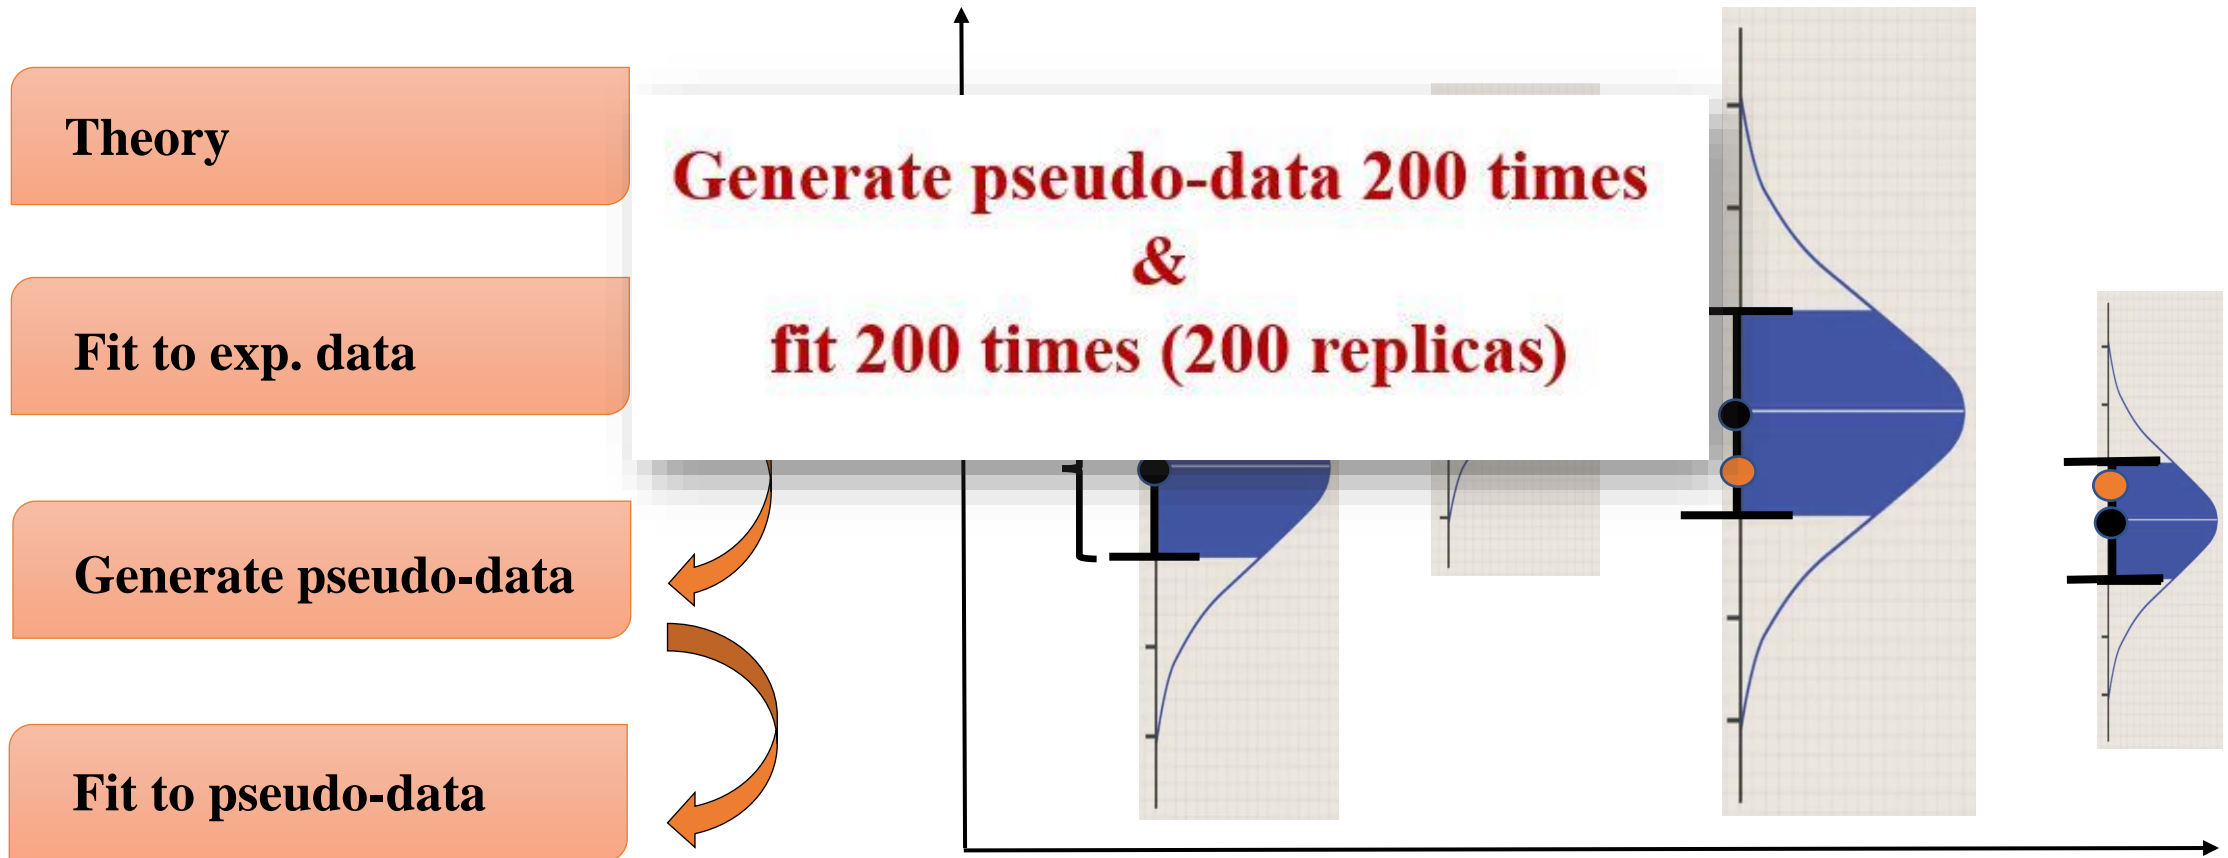 Theory
Fit to exp. data
Generate pseudo-data
Fit to pseudo-data
Generate pseudo-data 200 times
&
fit 200 times (200 replicas)